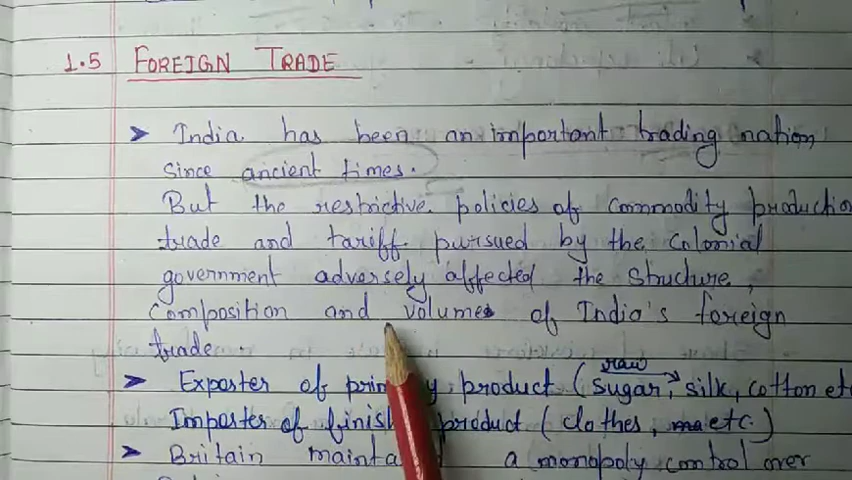 1.5 FOREIGN TRADE
➤ India has been an important trading nation
since ancient times.
But the restrictive policies of commodity productio
trade and tariff pursued by the colonial
government adversely affected the structure,
composition and volumes of India's foreign
trade.
raw
➤ Exporter of product (sugar, silk, cotton etc
Importer of product (clothes, etc.)
➤ Britain a monopoly control over